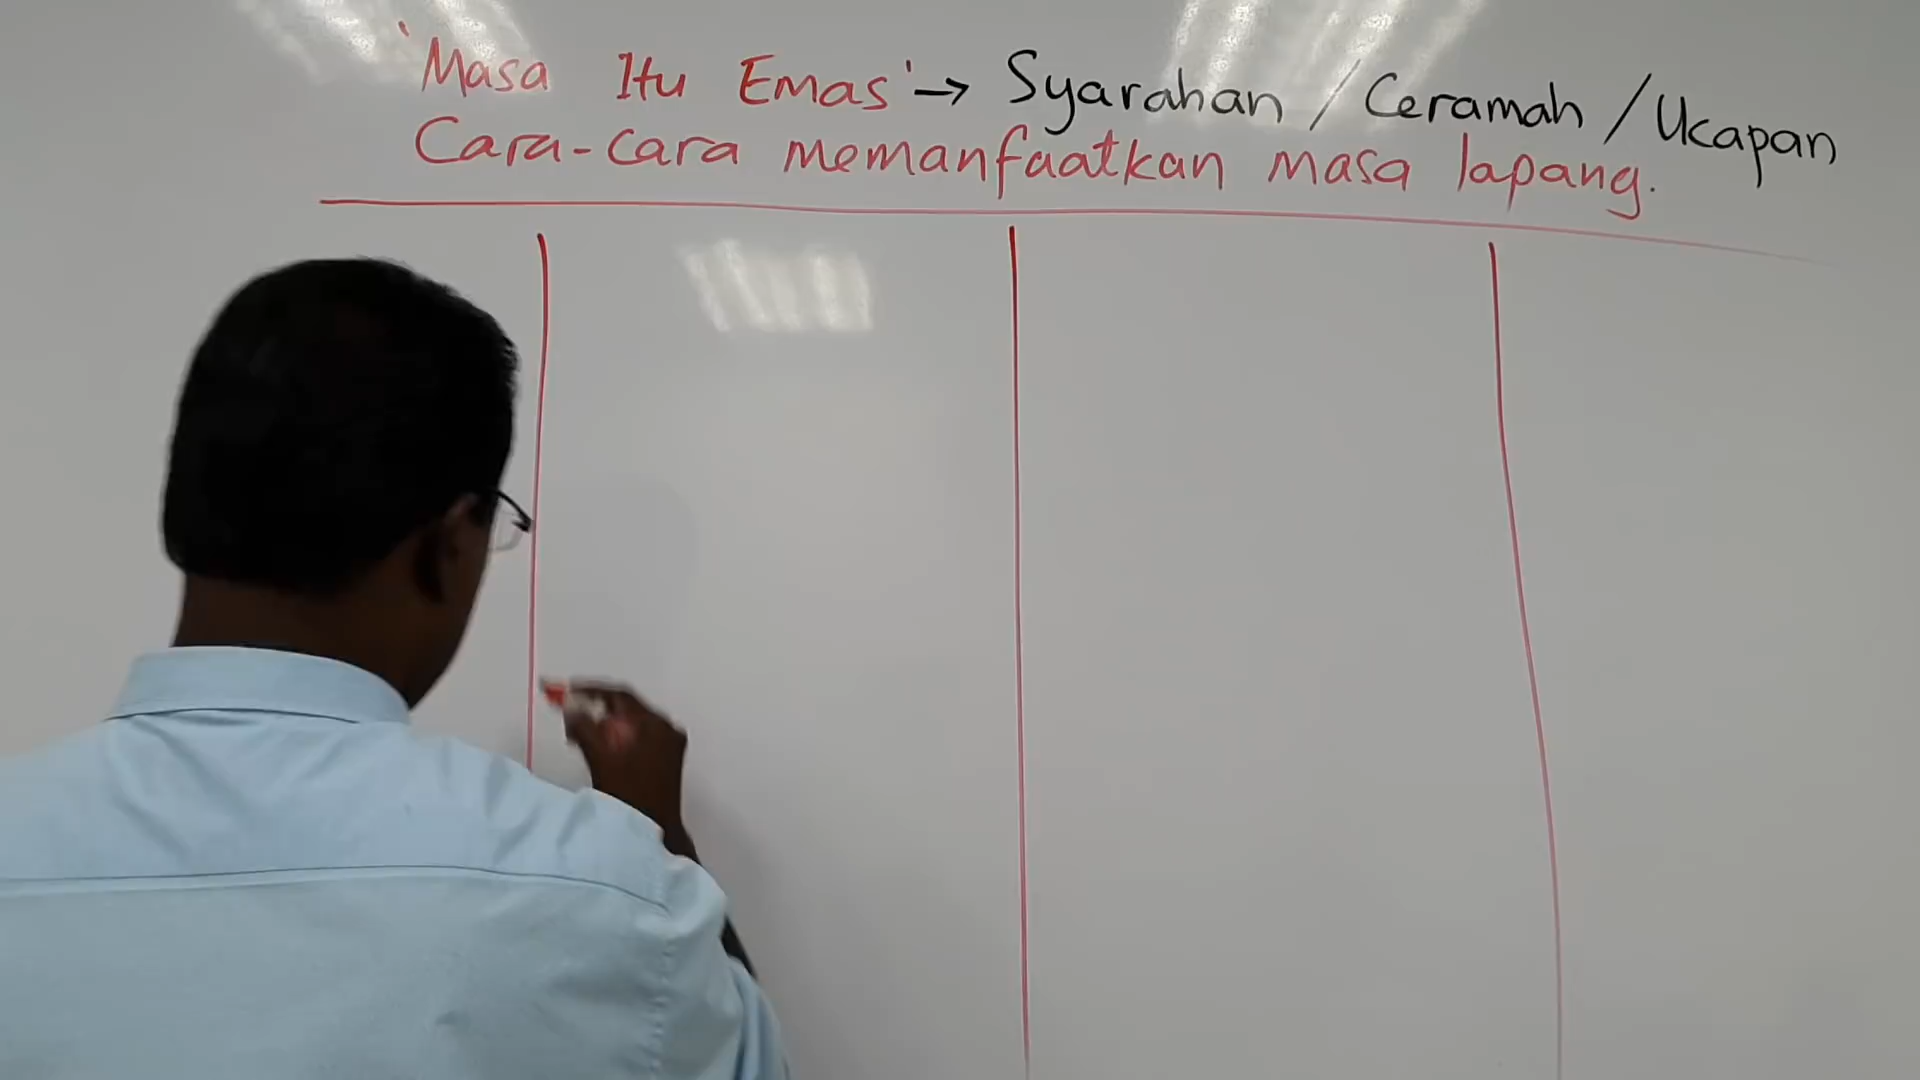 'Masa Itu Emas' → Syarahan / Ceramah / Ucapan
Cara-cara memanfaatkan masa lapang.